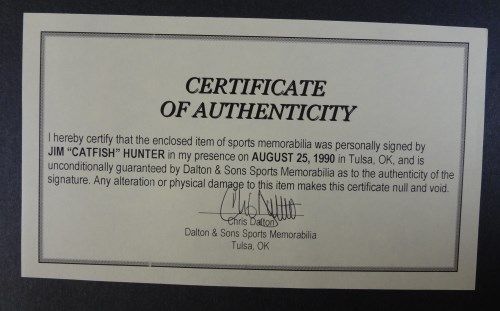 CERTIFICATE
OF AUTHENTICITY
I hereby certify that the enclosed item of sports memorabilia was personally signed by
JIM "CATFISH" HUNTER in my presence on AUGUST 25, 1990 in Tulsa, OK, and is
unconditionally guaranteed by Dalton & Sons Sports Memorabilia as to the authenticity of the
signature. Any alteration or physical damage to this item makes this certificate null and void.
Chris Dalton
Chris Dalton
Dalton & Sons Sports Memorabilia
Tulsa, OK